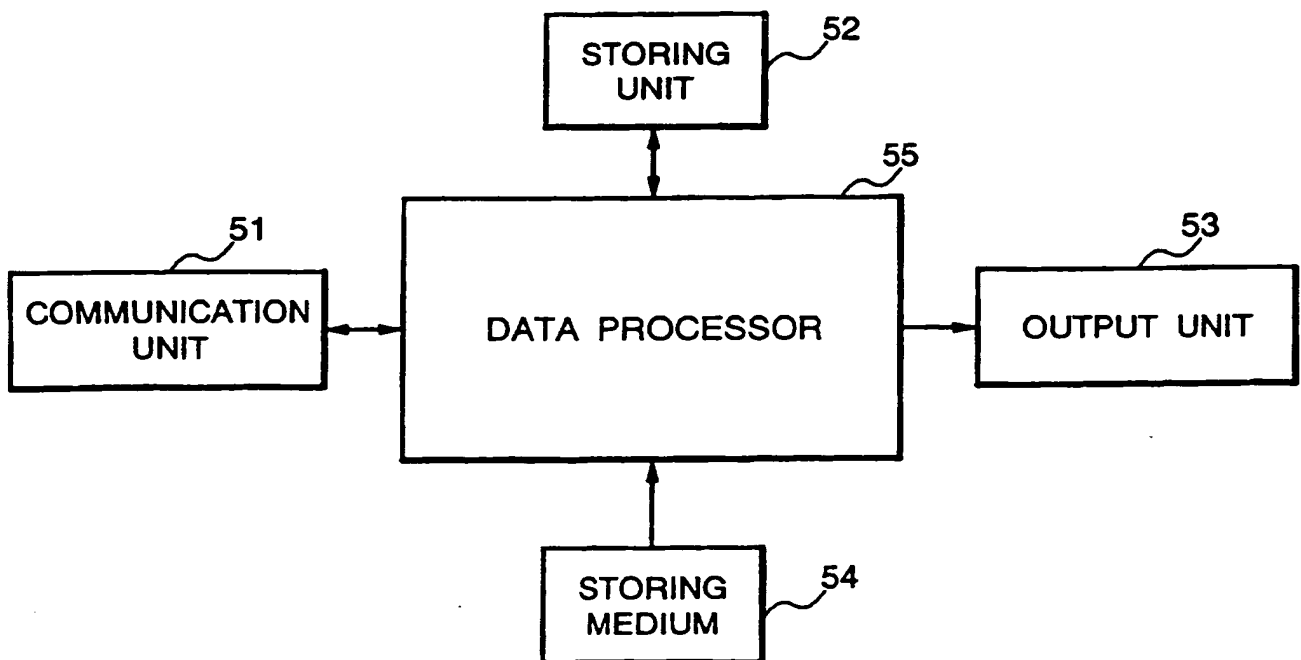 52
STORING
UNIT
55
51
53
COMMUNICATION
UNIT
DATA PROCESSOR
OUTPUT UNIT
54
STORING
MEDIUM